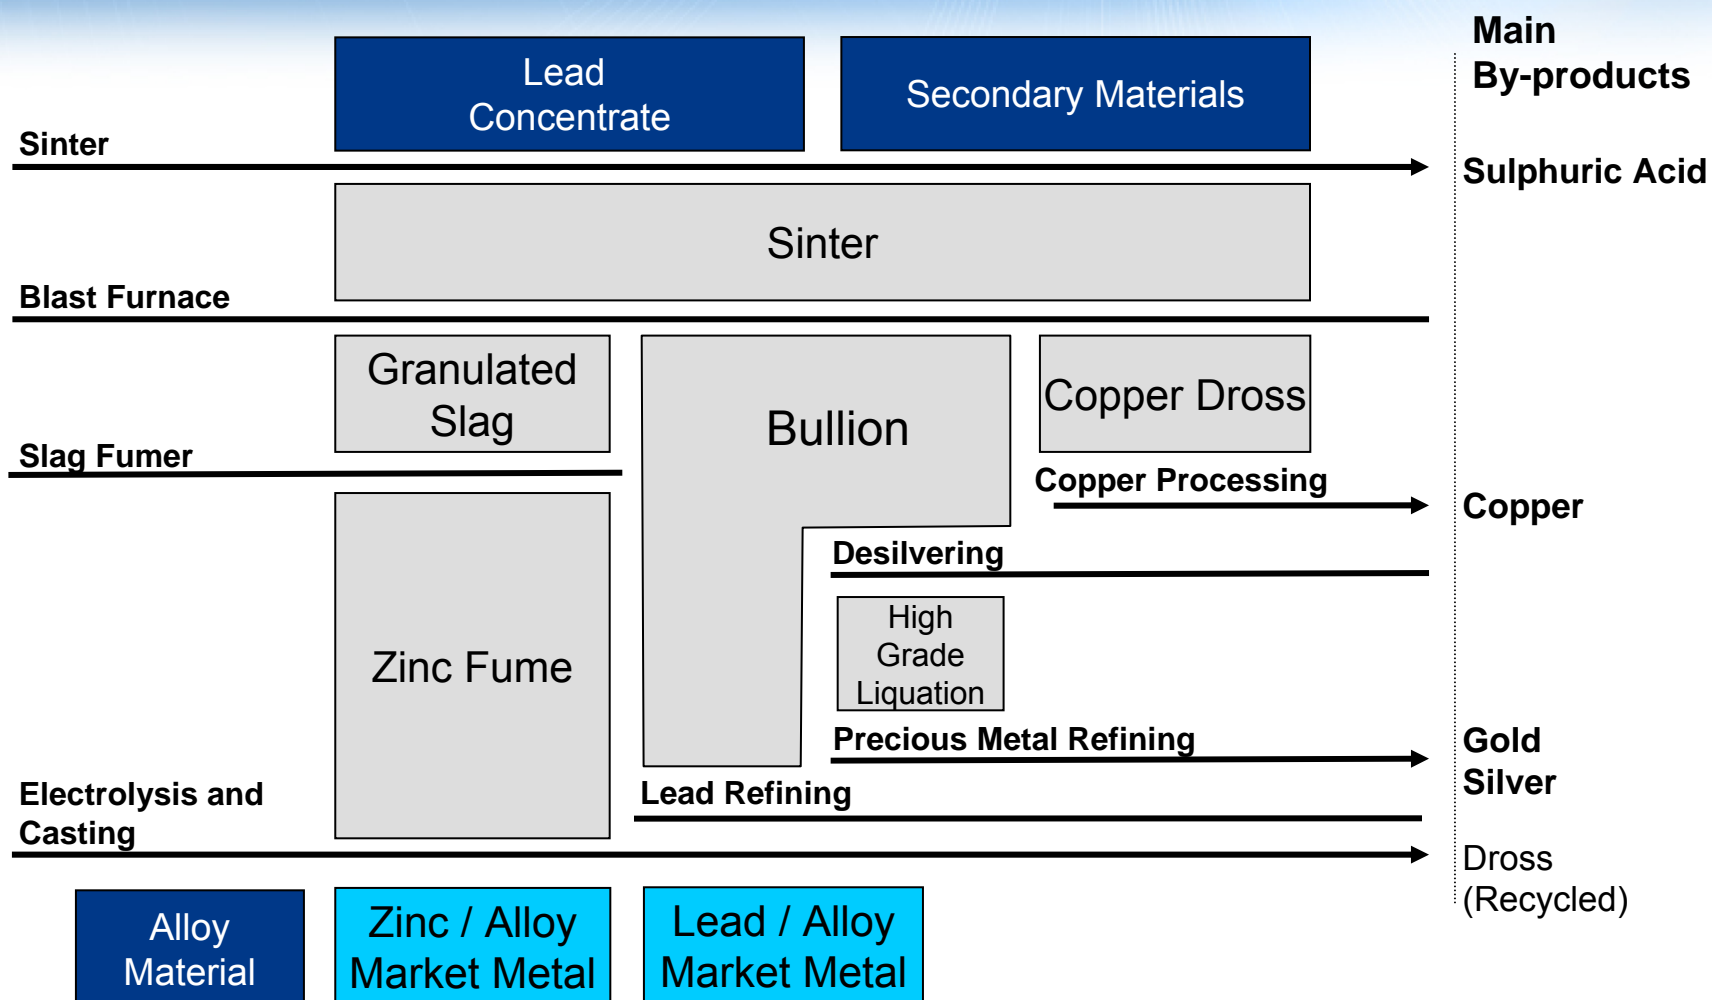 Main
By-products
Lead
Concentrate
Secondary Materials
Sinter
Sulphuric Acid
Sinter
Blast Furnace
Granulated
Slag
Bullion
Copper Dross
Slag Fumer
Copper Processing
Copper
Desilvering
High
Grade
Liquation
Zinc Fume
Precious Metal Refining
Gold
Silver
Electrolysis and
Casting
Lead Refining
Dross
(Recycled)
Alloy
Material
Zinc / Alloy
Market Metal
Lead / Alloy
Market Metal